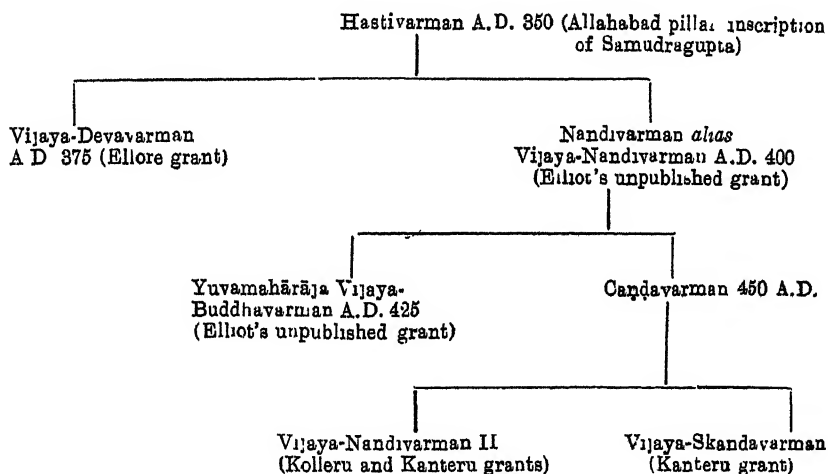 Hastivarman A.D. 350 (Allahabad pillar inscription
of Samudragupta)
Vijaya-Devavarman
A D 375 (Ellore grant)
Nandivarman alias
Vijaya-Nandivarman A.D. 400
(Elliot's unpublished grant)
Yuvamahārāja Vijaya-
Buddhavarman A.D. 425
(Elliot's unpublished grant)
Caṇḍavarman 450 A.D.
Vijaya-Nandivarman II
(Kolleru and Kanteru grants)
Vijaya-Skandavarman
(Kanteru grant)